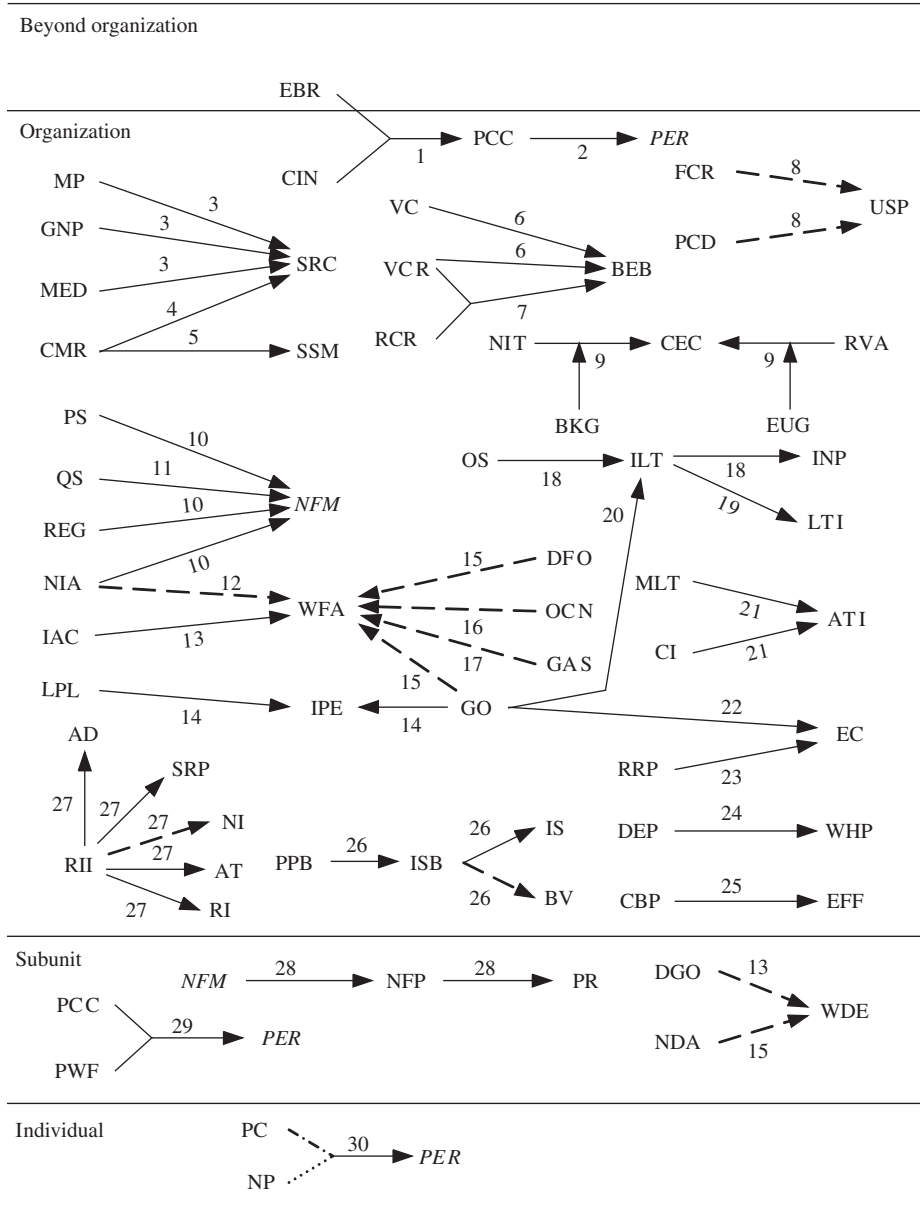 Beyond organization
EBR
Organization
PCC 2 PER
1
CIN
MP 3
GNP 3
SRC
MED 3
4
CMR 5 SSM
VC 6
6
VCR BEB
7
RCR
FCR 8
USP
PCD 8
NIT 9 CEC 9 RVA
BKG EUG
PS 10
QS 11
NFM
REG 10
10
NIA 12
WFA
IAC 13
LPL 14 IPE 14 GO
15 DFO
16 OCN
17 GAS
15
OS 18 ILT 18 INP
19
LTI
20
MLT 21
ATI
CI 21
22
EC
RRP 23
AD
27
SRP
27
27 NI
RII 27 AT
27 RI
PPB 26 ISB 26 IS
26 BV
DEP 24 WHP
CBP 25 EFF
Subunit
NFM 28 NFP 28 PR
PCC
29 PER
PWF
DGO 13
WDE
NDA 15
Individual
PC
30 PER
NP